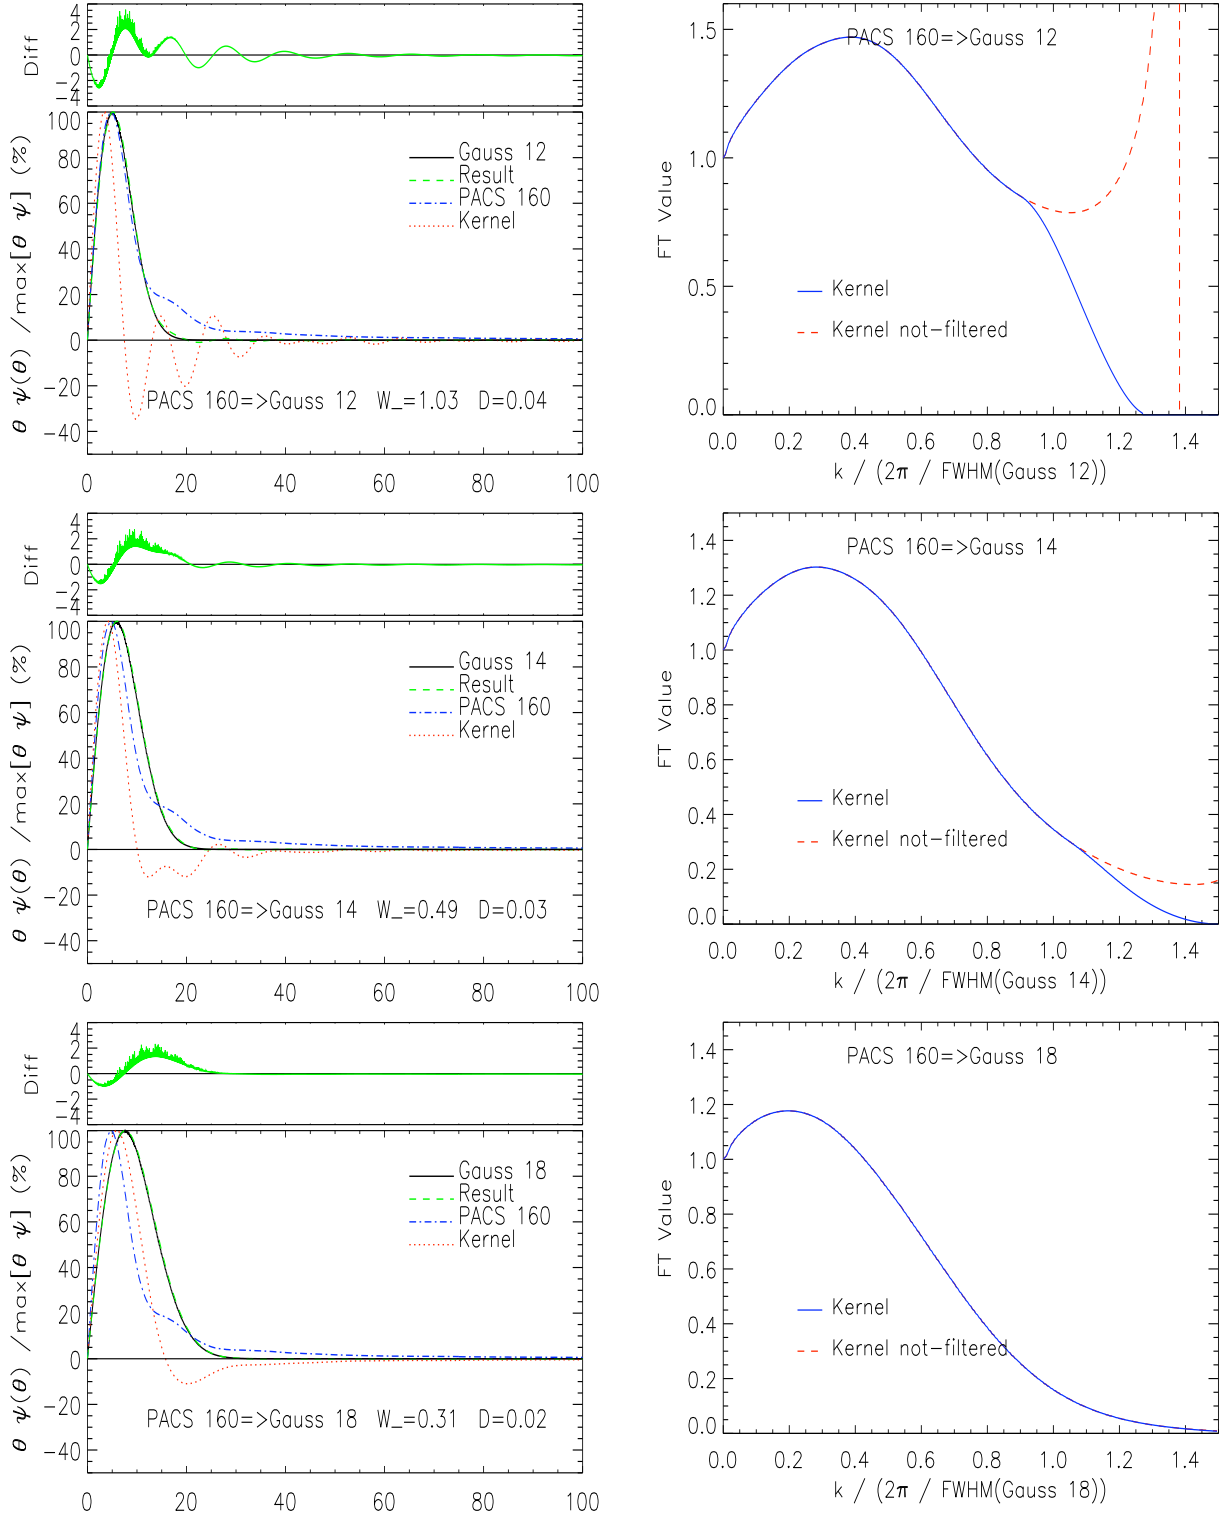 Diff
4
2
0
−2
−4
θ ψ(θ) /max[θ ψ] (%)
100
80
60
40
20
0
−20
−40
Gauss 12
Result
PACS 160
Kernel
PACS 160=>Gauss 12 W_=1.03 D=0.04
0 20 40 60 80 100
FT Value
1.5
1.0
0.5
0.0
PACS 160=>Gauss 12
Kernel
Kernel not-filtered
0.0 0.2 0.4 0.6 0.8 1.0 1.2 1.4
k / (2π / FWHM(Gauss 12))
Diff
4
2
0
−2
−4
θ ψ(θ) /max[θ ψ] (%)
100
80
60
40
20
0
−20
−40
Gauss 14
Result
PACS 160
Kernel
PACS 160=>Gauss 14 W_=0.49 D=0.03
0 20 40 60 80 100
FT Value
1.4
1.2
1.0
0.8
0.6
0.4
0.2
0.0
PACS 160=>Gauss 14
Kernel
Kernel not-filtered
0.0 0.2 0.4 0.6 0.8 1.0 1.2 1.4
k / (2π / FWHM(Gauss 14))
Diff
4
2
0
−2
−4
θ ψ(θ) /max[θ ψ] (%)
100
80
60
40
20
0
−20
−40
Gauss 18
Result
PACS 160
Kernel
PACS 160=>Gauss 18 W_=0.31 D=0.02
0 20 40 60 80 100
FT Value
1.4
1.2
1.0
0.8
0.6
0.4
0.2
0.0
PACS 160=>Gauss 18
Kernel
Kernel not-filtered
0.0 0.2 0.4 0.6 0.8 1.0 1.2 1.4
k / (2π / FWHM(Gauss 18))